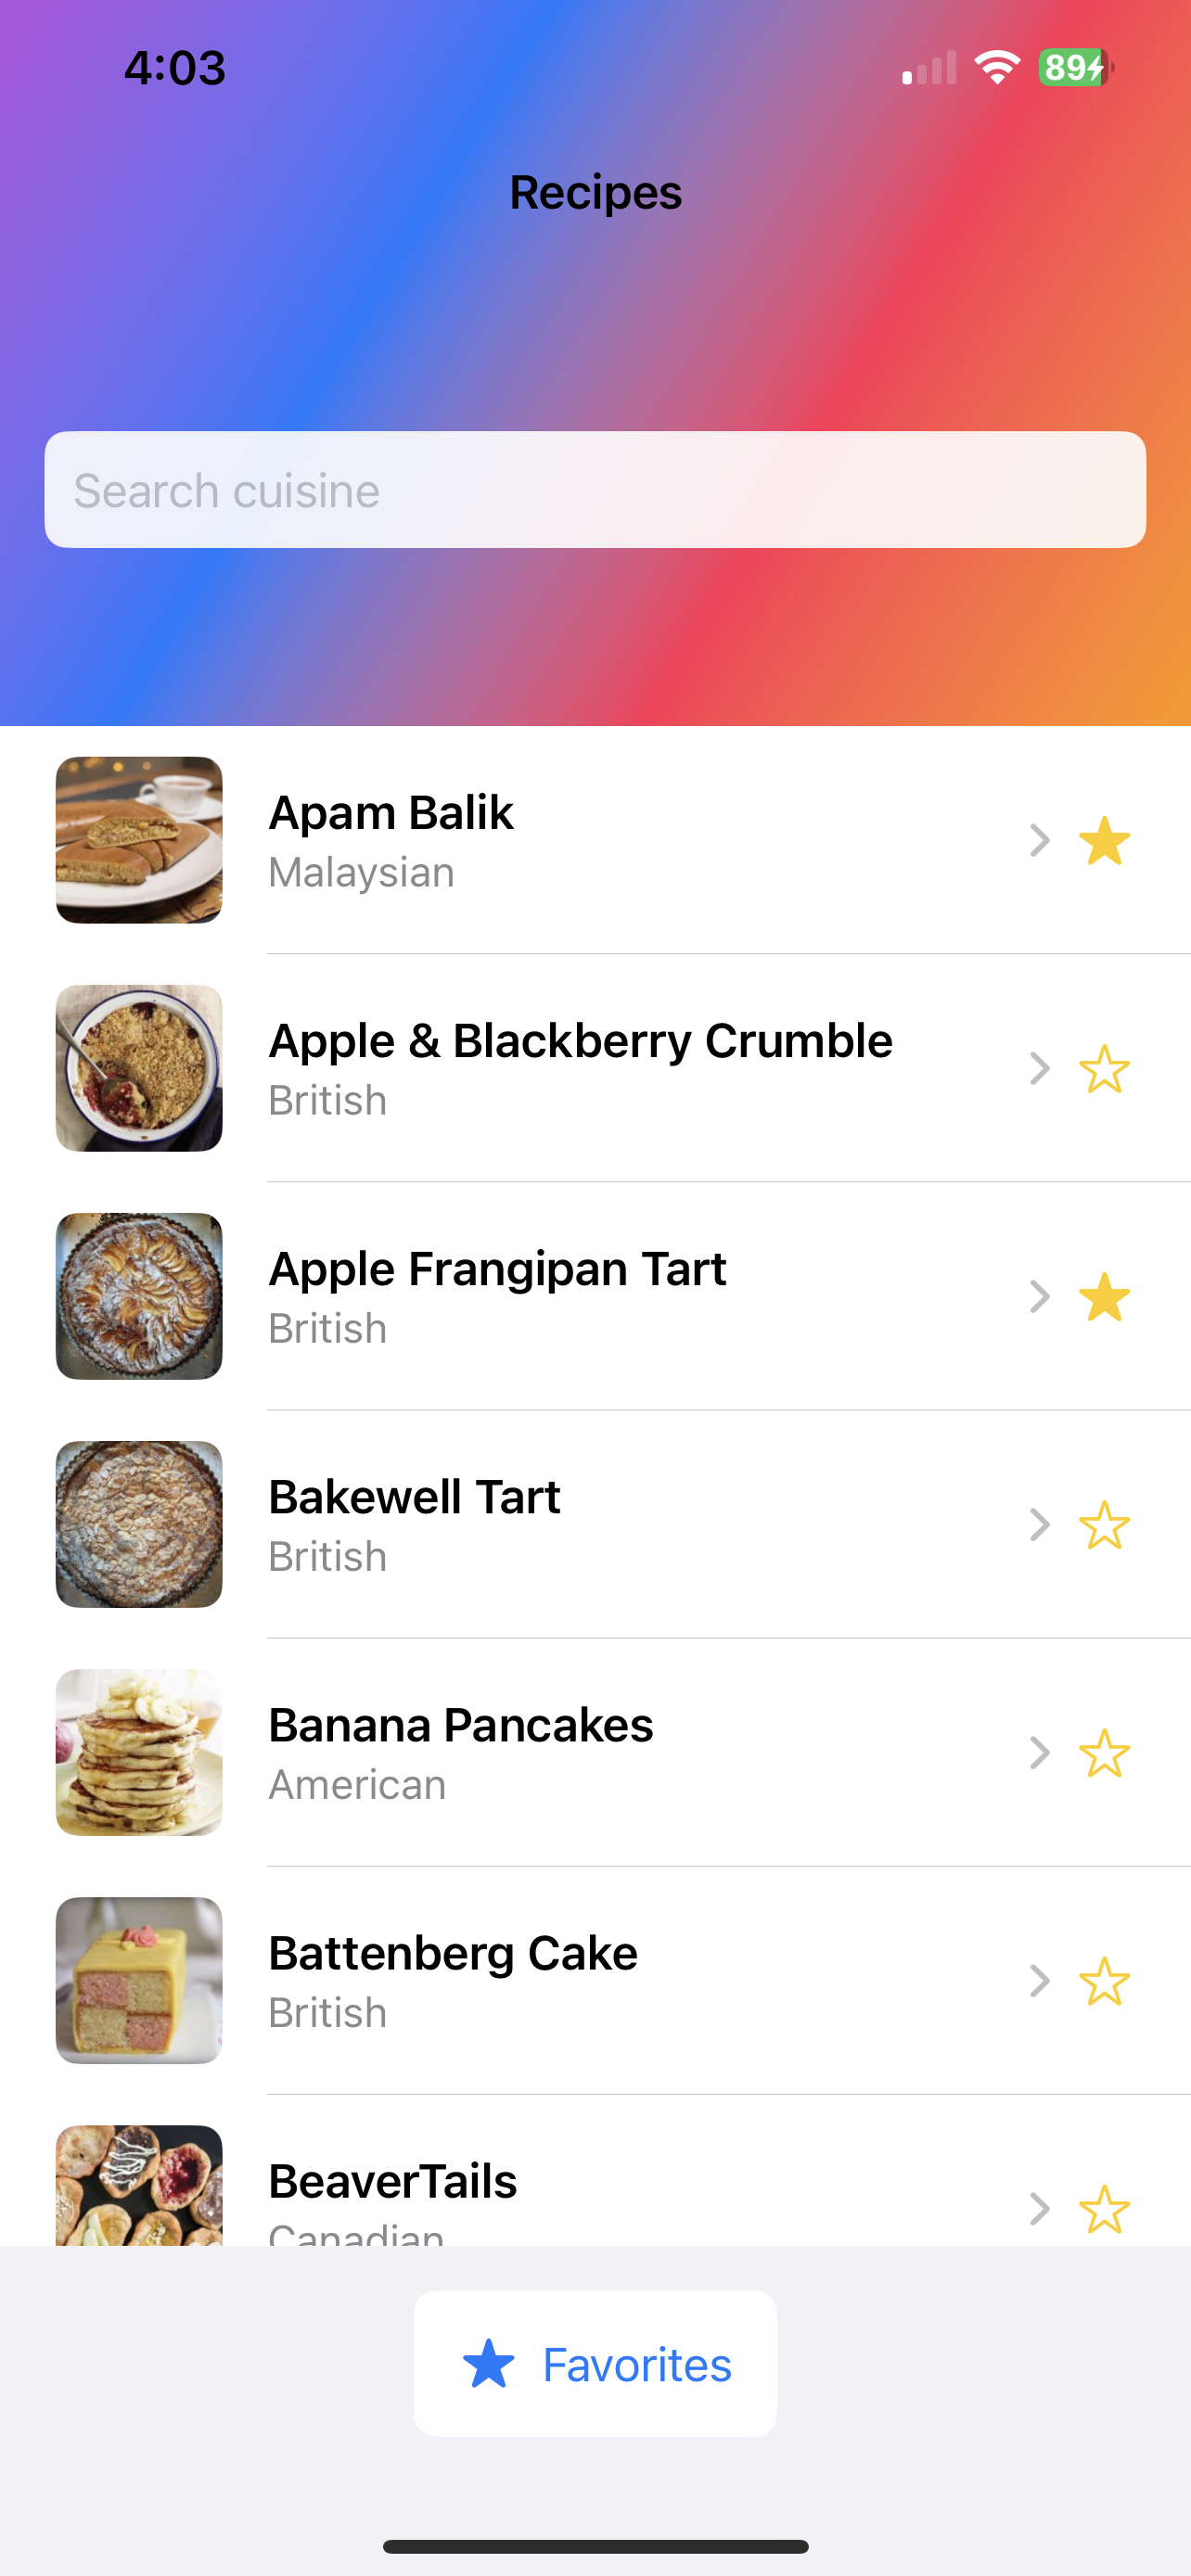 4:03
89
Recipes
Search cuisine
Apam Balik
Malaysian
Apple & Blackberry Crumble
British
Apple Frangipan Tart
British
Bakewell Tart
British
Banana Pancakes
American
Battenberg Cake
British
BeaverTails
Canadian
Favorites